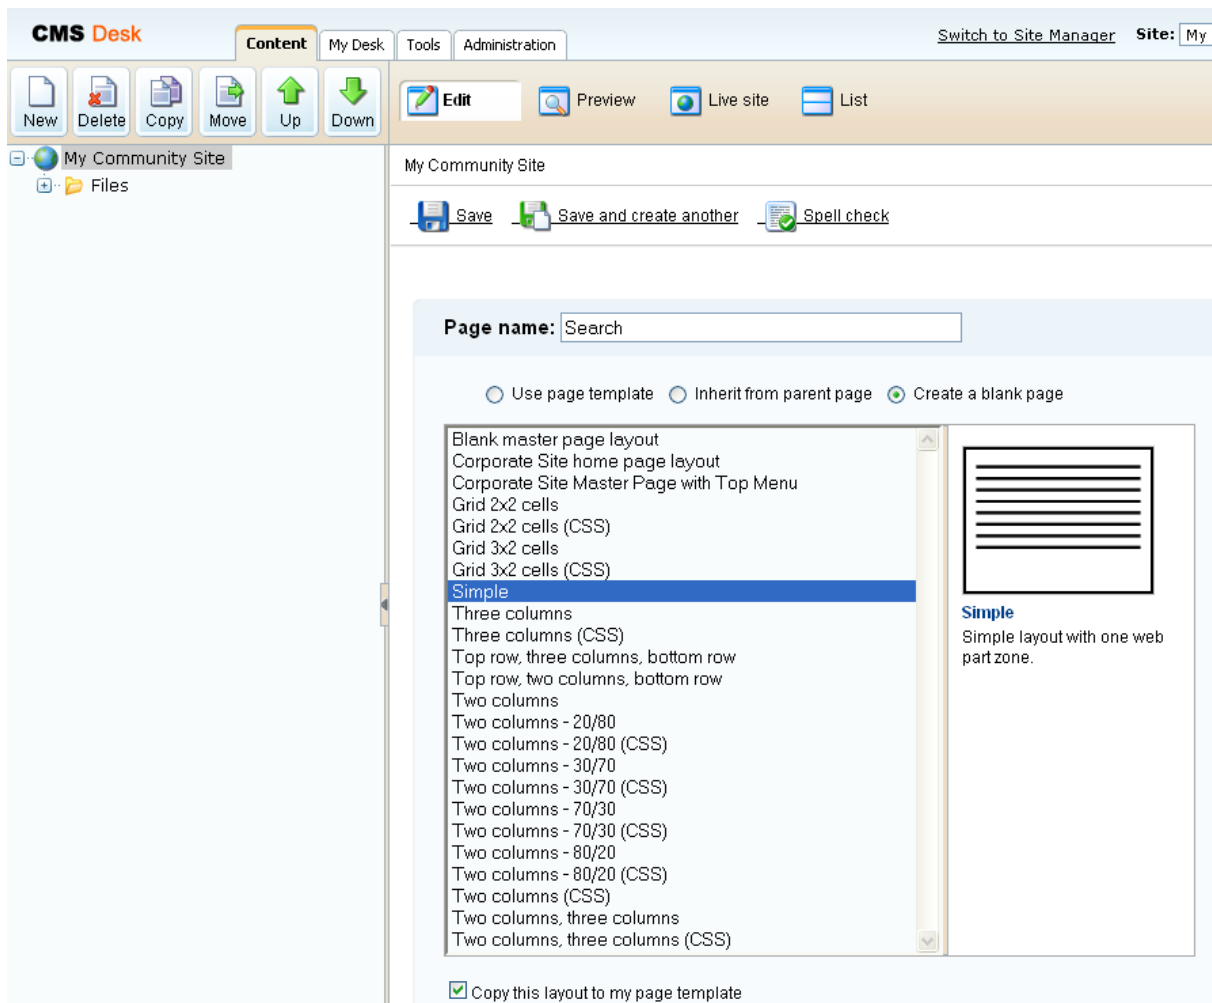 CMS Desk
Content My Desk Tools Administration
Switch to Site Manager Site: My
New Delete Copy Move Up Down
Edit Preview Live site List
My Community Site
Files
My Community Site
Save Save and create another Spell check
Page name: Search
Use page template Inherit from parent page Create a blank page
Blank master page layout
Corporate Site home page layout
Corporate Site Master Page with Top Menu
Grid 2x2 cells
Grid 2x2 cells (CSS)
Grid 3x2 cells
Grid 3x2 cells (CSS)
Simple
Three columns
Three columns (CSS)
Top row, three columns, bottom row
Top row, two columns, bottom row
Two columns
Two columns - 20/80
Two columns - 20/80 (CSS)
Two columns - 30/70
Two columns - 30/70 (CSS)
Two columns - 70/30
Two columns - 70/30 (CSS)
Two columns - 80/20
Two columns - 80/20 (CSS)
Two columns (CSS)
Two columns, three columns
Two columns, three columns (CSS)
Simple
Simple layout with one web
part zone.
Copy this layout to my page template